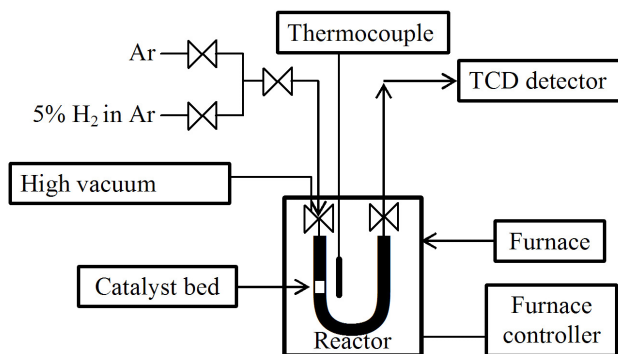 Thermocouple
Ar
TCD detector
5% H₂ in Ar
High vacuum
Furnace
Catalyst bed
Furnace
controller
Reactor